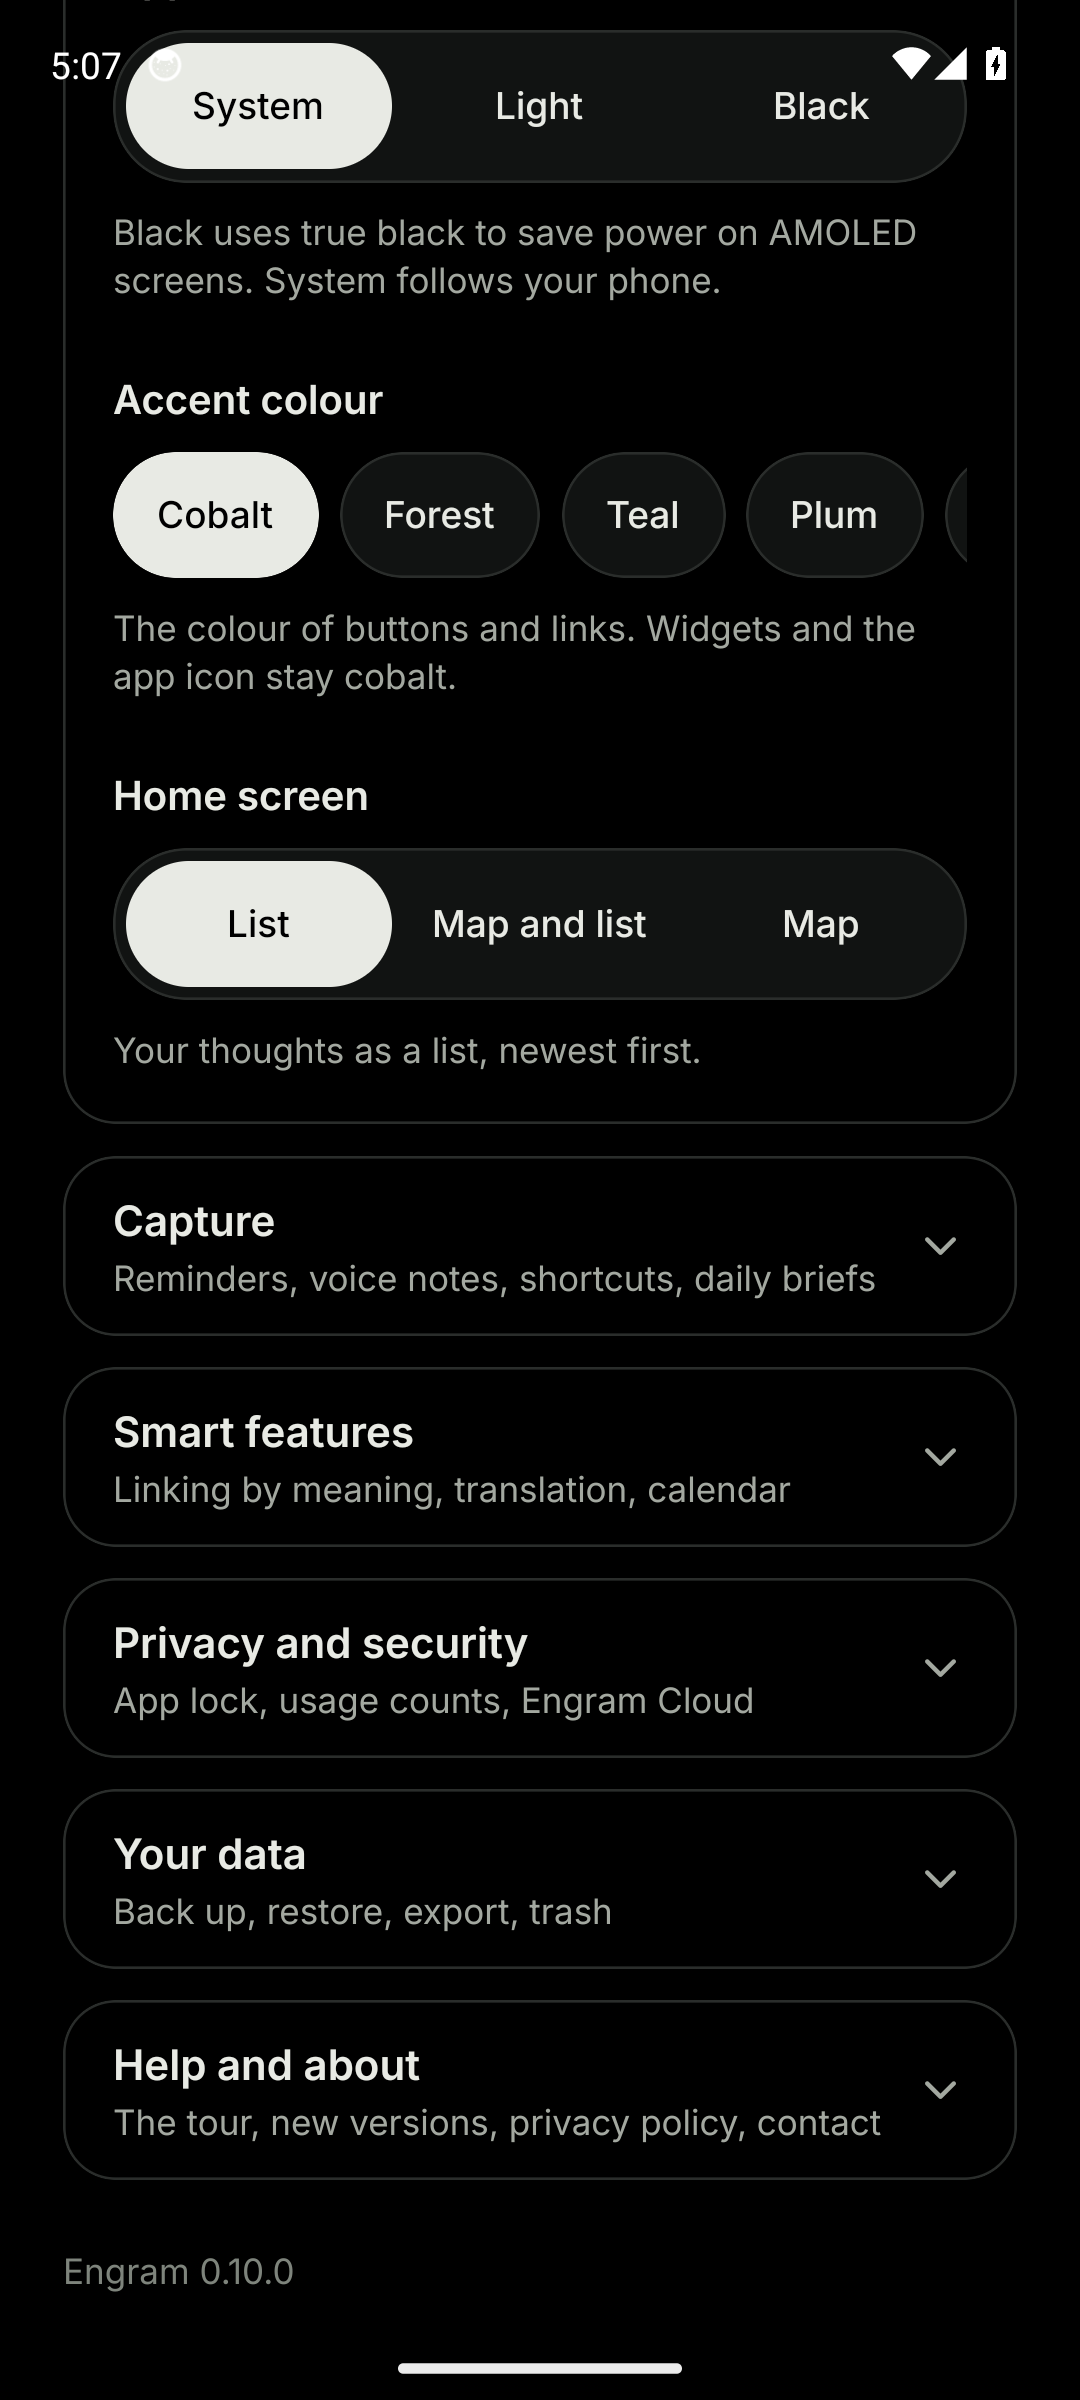 5:07
System
Light
Black
Black uses true black to save power on AMOLED
screens. System follows your phone.
Accent colour
Cobalt
Forest
Teal
Plum
The colour of buttons and links. Widgets and the
app icon stay cobalt.
Home screen
List
Map and list
Map
Your thoughts as a list, newest first.
Capture
Reminders, voice notes, shortcuts, daily briefs
Smart features
Linking by meaning, translation, calendar
Privacy and security
App lock, usage counts, Engram Cloud
Your data
Back up, restore, export, trash
Help and about
The tour, new versions, privacy policy, contact
Engram 0.10.0